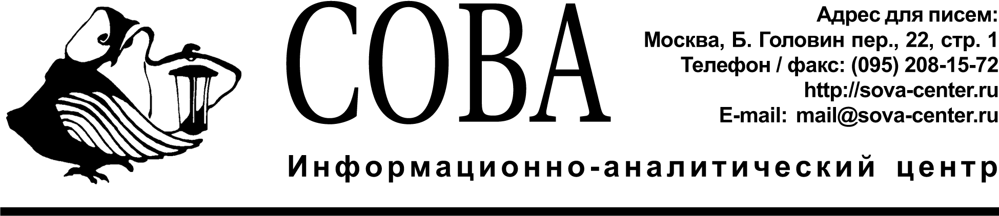 СОВА
Адрес для писем:
Москва, Б. Головин пер., 22, стр. 1
Телефон / факс: (095) 208-15-72
http://sova-center.ru
E-mail: mail@sova-center.ru
Информационно-аналитический центр